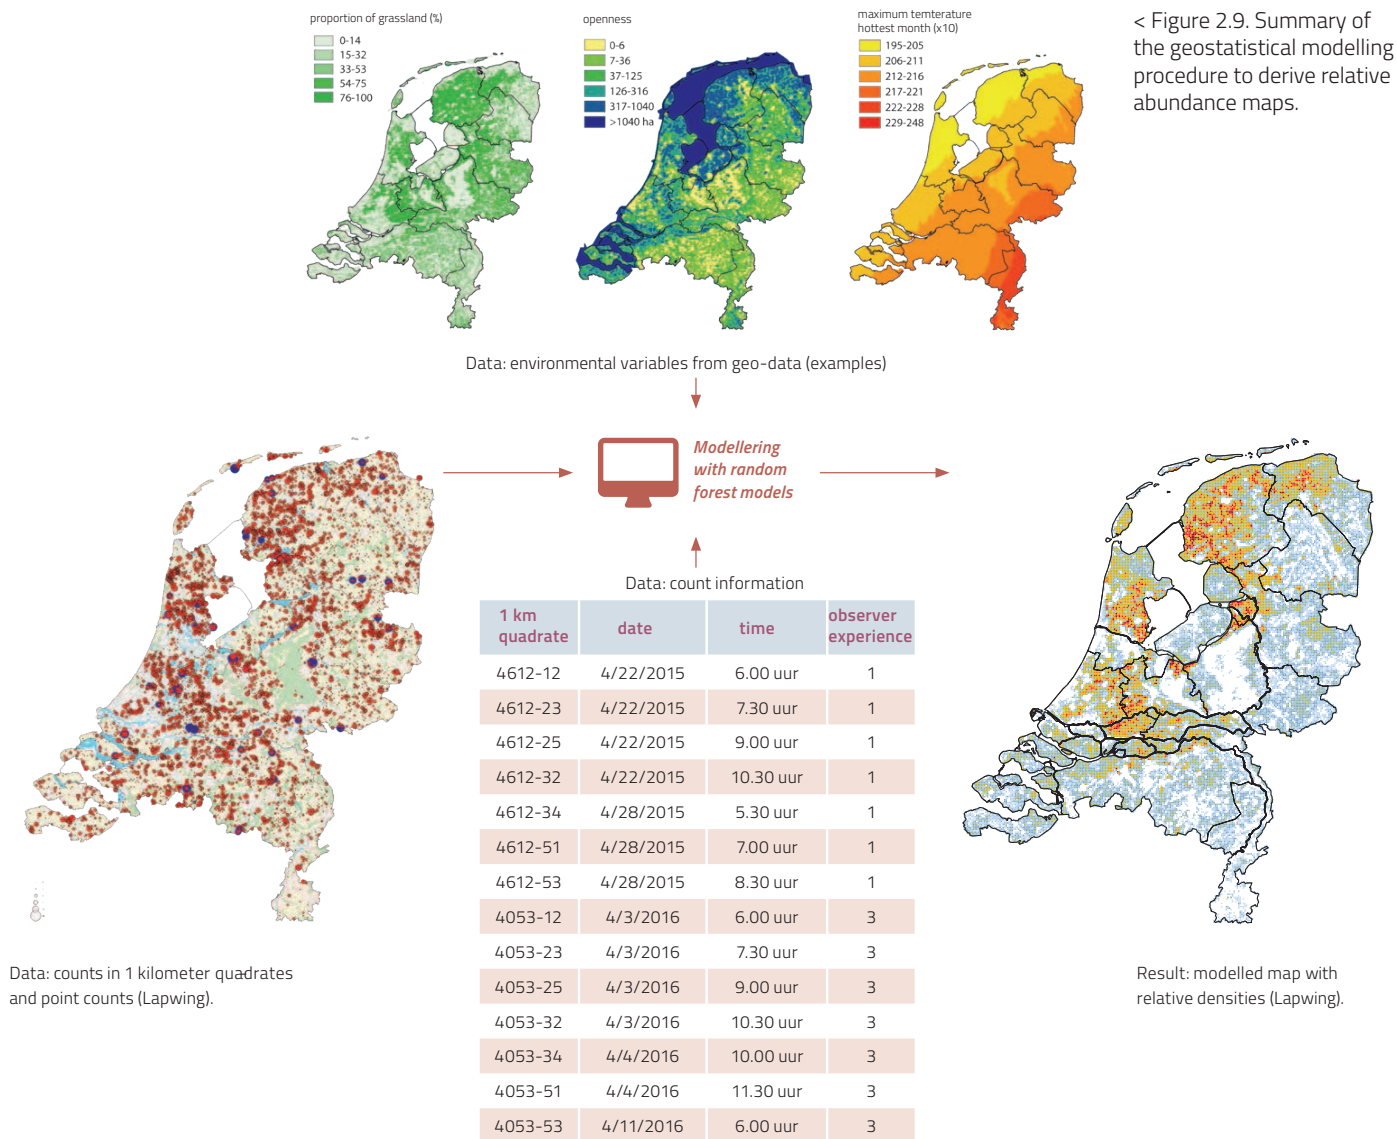 proportion of grassland (%)
0-14
15-32
33-53
54-75
76-100
openness
0-6
7-36
37-125
126-316
317-1040
>1040 ha
maximum temterature
hottest month (x10)
195-205
206-211
212-216
217-221
222-228
229-248
< Figure 2.9. Summary of
the geostatistical modelling
procedure to derive relative
abundance maps.
Data: environmental variables from geo-data (examples)
Modellering
with random
forest models
Data: counts in 1 kilometer quadrates
and point counts (Lapwing).
Data: count information
1 km quadrate date time observer experience
4612-12 4/22/2015 6.00 uur 1
4612-23 4/22/2015 7.30 uur 1
4612-25 4/22/2015 9.00 uur 1
4612-32 4/22/2015 10.30 uur 1
4612-34 4/28/2015 5.30 uur 1
4612-51 4/28/2015 7.00 uur 1
4612-53 4/28/2015 8.30 uur 1
4053-12 4/3/2016 6.00 uur 3
4053-23 4/3/2016 7.30 uur 3
4053-25 4/3/2016 9.00 uur 3
4053-32 4/3/2016 10.30 uur 3
4053-34 4/4/2016 10.00 uur 3
4053-51 4/4/2016 11.30 uur 3
4053-53 4/11/2016 6.00 uur 3
Result: modelled map with
relative densities (Lapwing).